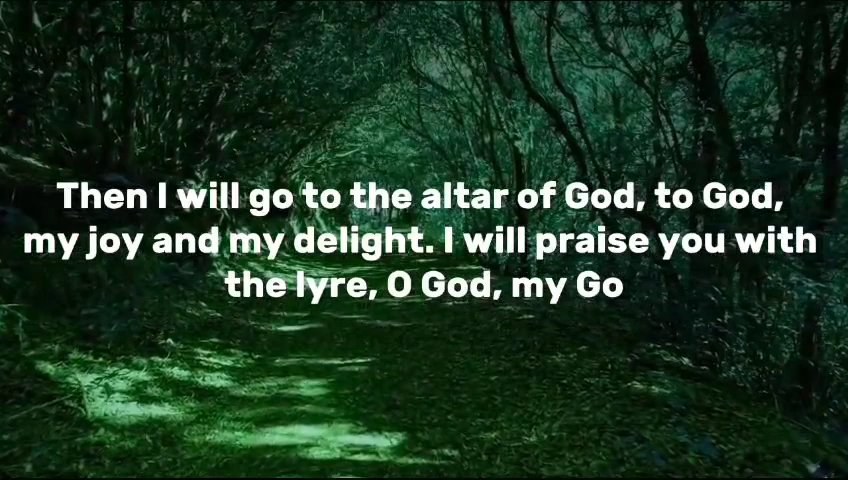 Then I will go to the altar of God, to God,
my joy and my delight. I will praise you with
the lyre, O God, my Go